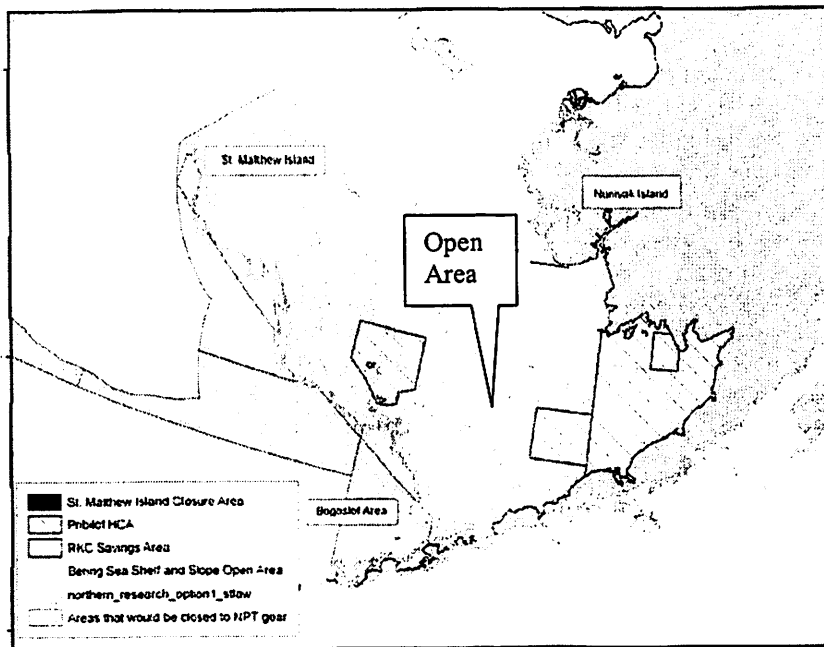 St. Matthew Island
Nunivak Island
Open
Area
Bogoslof Area
St. Matthew Island Closure Area
Pribilof HCA
RKC Savings Area
Bering Sea Shelf and Slope Open Area
northern_research_option1_stlaw
Areas that would be closed to NPT gear